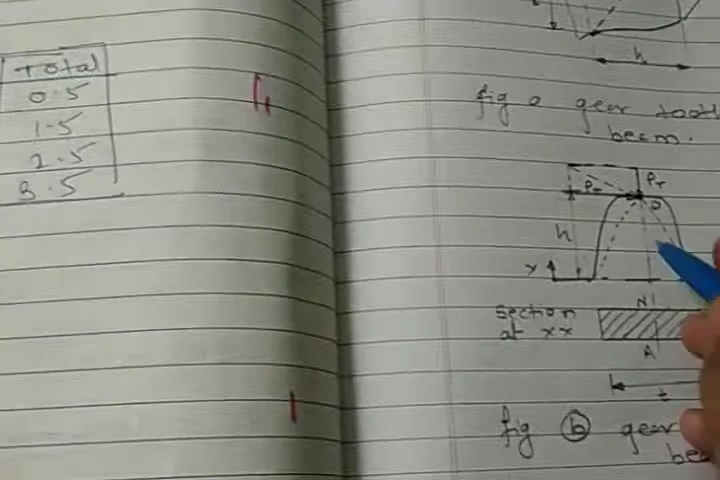 Total
0.5
1.5
2.5
3.5
h
fig a gear tooth
beam.
Pr
h
x
section
at xx
N
A
t
fig b gear
bea